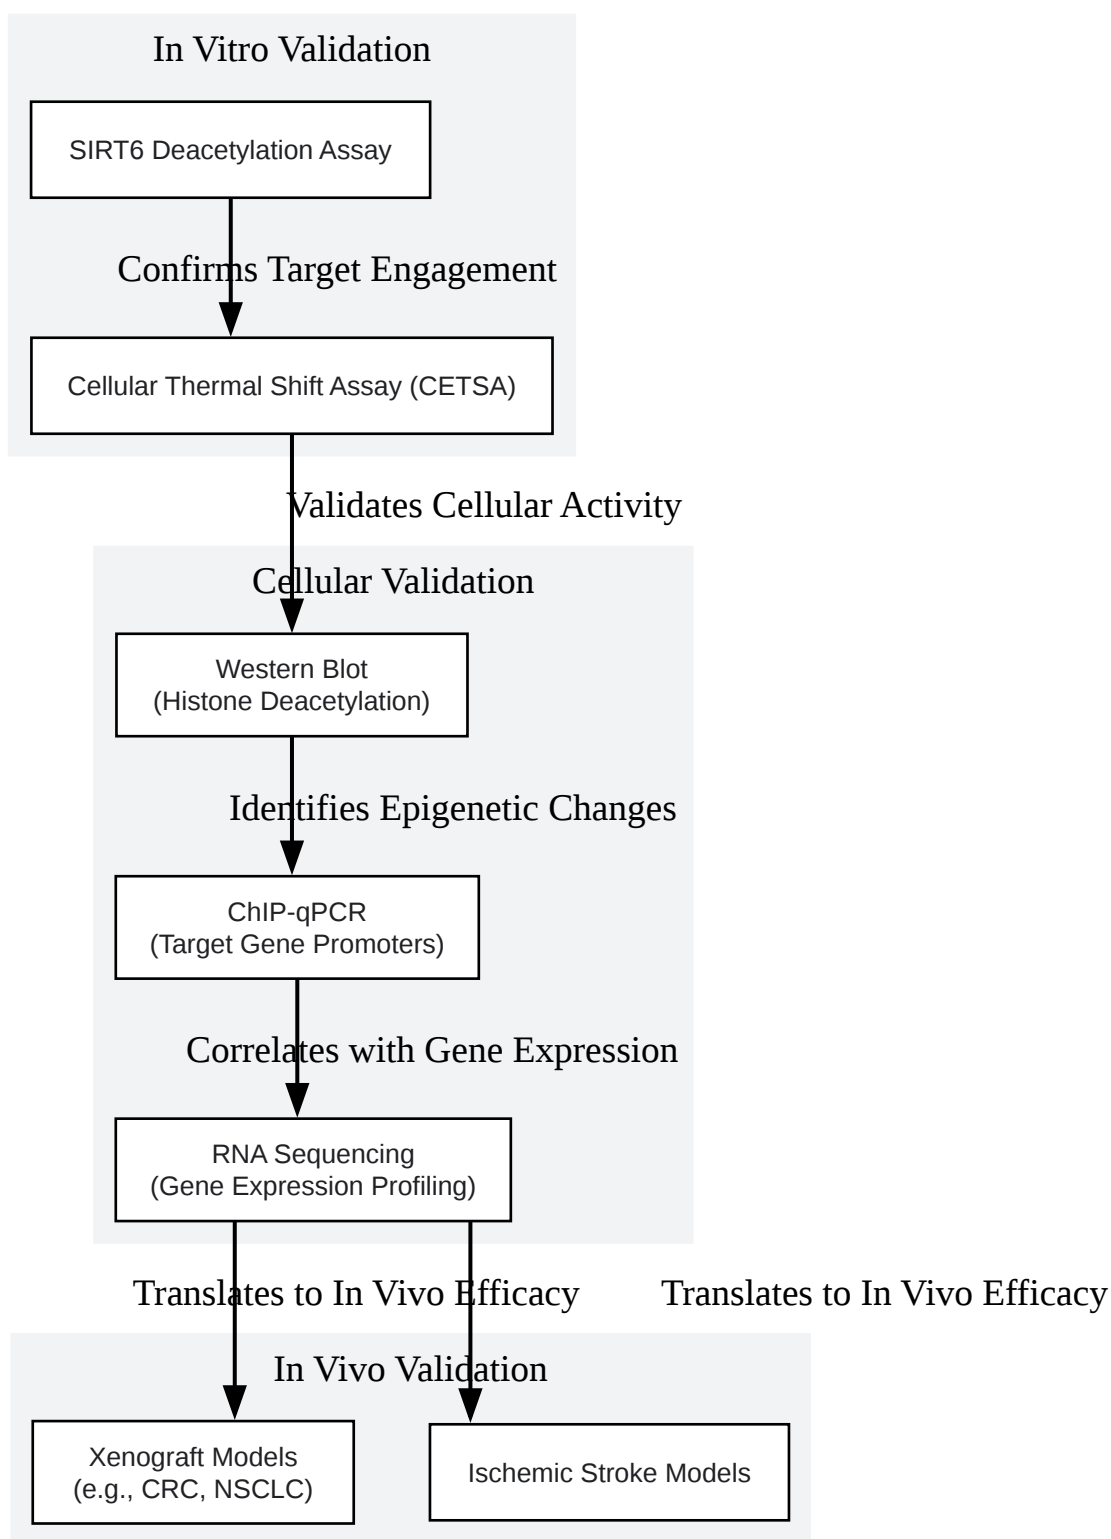 In Vitro Validation
SIRT6 Deacetylation Assay
Confirms Target Engagement
Cellular Thermal Shift Assay (CETSA)
Validates Cellular Activity
Cellular Validation
Western Blot
(Histone Deacetylation)
Identifies Epigenetic Changes
ChIP-qPCR
(Target Gene Promoters)
Correlates with Gene Expression
RNA Sequencing
(Gene Expression Profiling)
Translates to In Vivo Efficacy
Translates to In Vivo Efficacy
In Vivo Validation
Xenograft Models
(e.g., CRC, NSCLC)
Ischemic Stroke Models